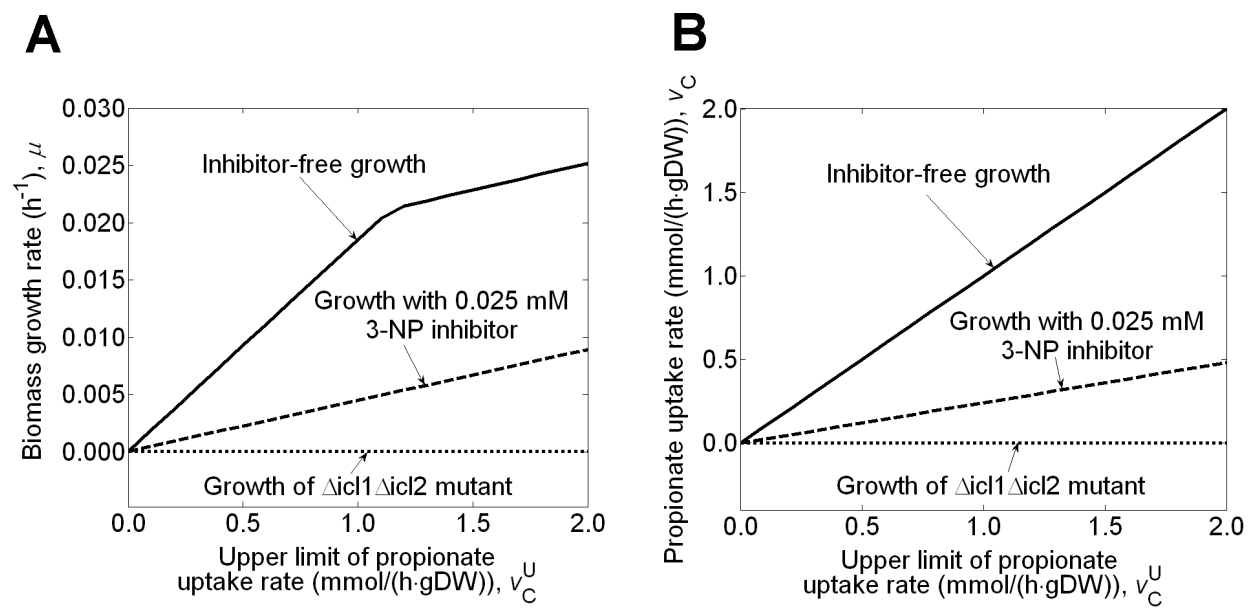 A
Biomass growth rate (h⁻¹), μ
0.030
0.025
0.020
0.015
0.010
0.005
0.000
Inhibitor-free growth
Growth with 0.025 mM
3-NP inhibitor
Growth of Δicl1Δicl2 mutant
0.0 0.5 1.0 1.5 2.0
Upper limit of propionate
uptake rate (mmol/(h·gDW)), v_C^U
B
Propionate uptake rate (mmol/(h·gDW)), v_C
2.0
1.5
1.0
0.5
0.0
Inhibitor-free growth
Growth with 0.025 mM
3-NP inhibitor
Growth of Δicl1Δicl2 mutant
0.0 0.5 1.0 1.5 2.0
Upper limit of propionate
uptake rate (mmol/(h·gDW)), v_C^U